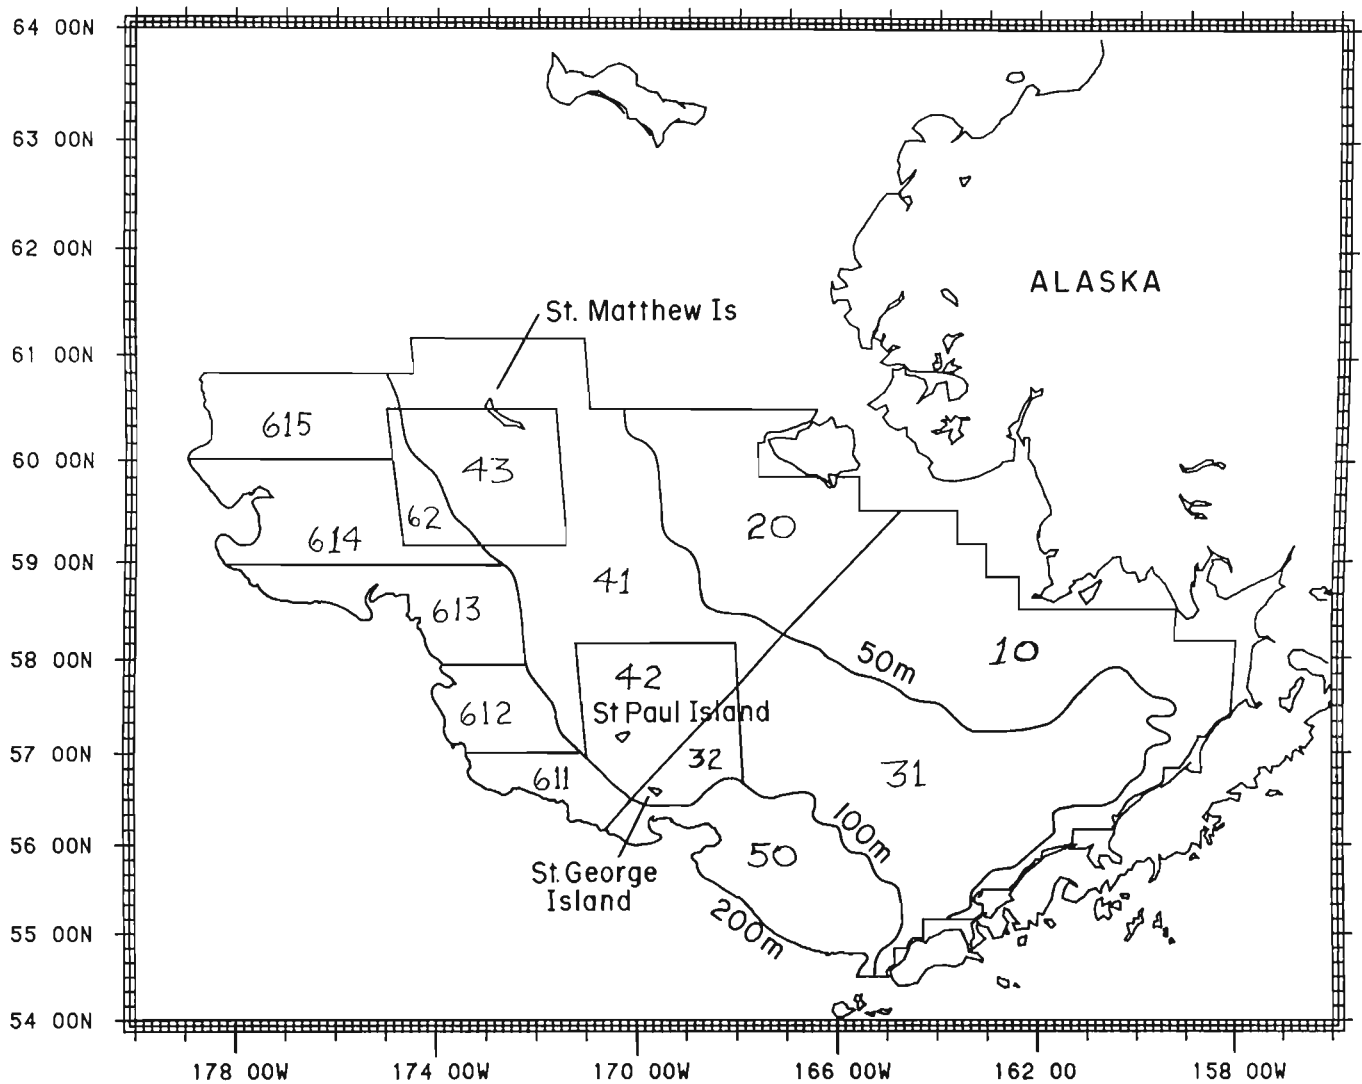 64 00N
63 00N
62 00N
ALASKA
St. Matthew Is
61 00N
615
60 00N
43
62
20
614
59 00N
41
613
58 00N
50m
10
42
St Paul Island
612
57 00N
32
31
611
100m
56 00N
50
St. George
Island
200m
55 00N
54 00N
178 00W
174 00W
170 00W
166 00W
162 00
158 00W